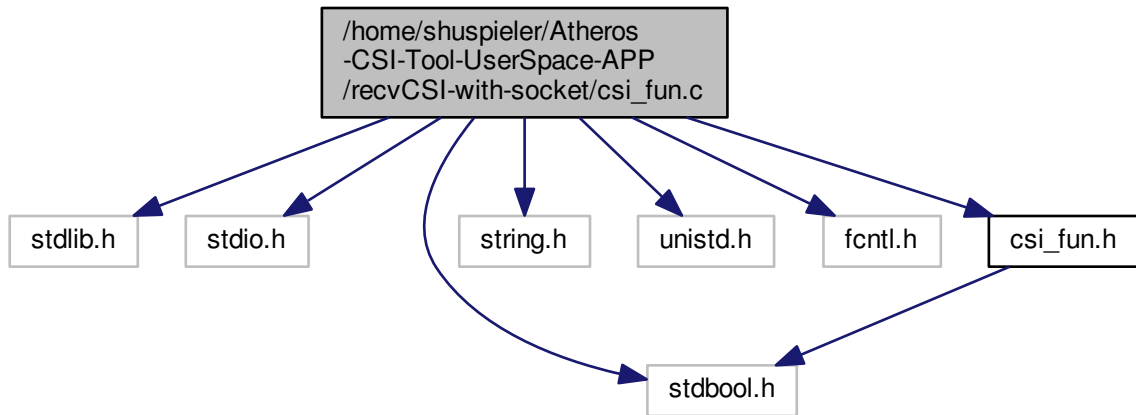 /home/shuspieler/Atheros
-CSI-Tool-UserSpace-APP
/recvCSI-with-socket/csi_fun.c
stdlib.h
stdio.h
string.h
unistd.h
fcntl.h
csi_fun.h
stdbool.h